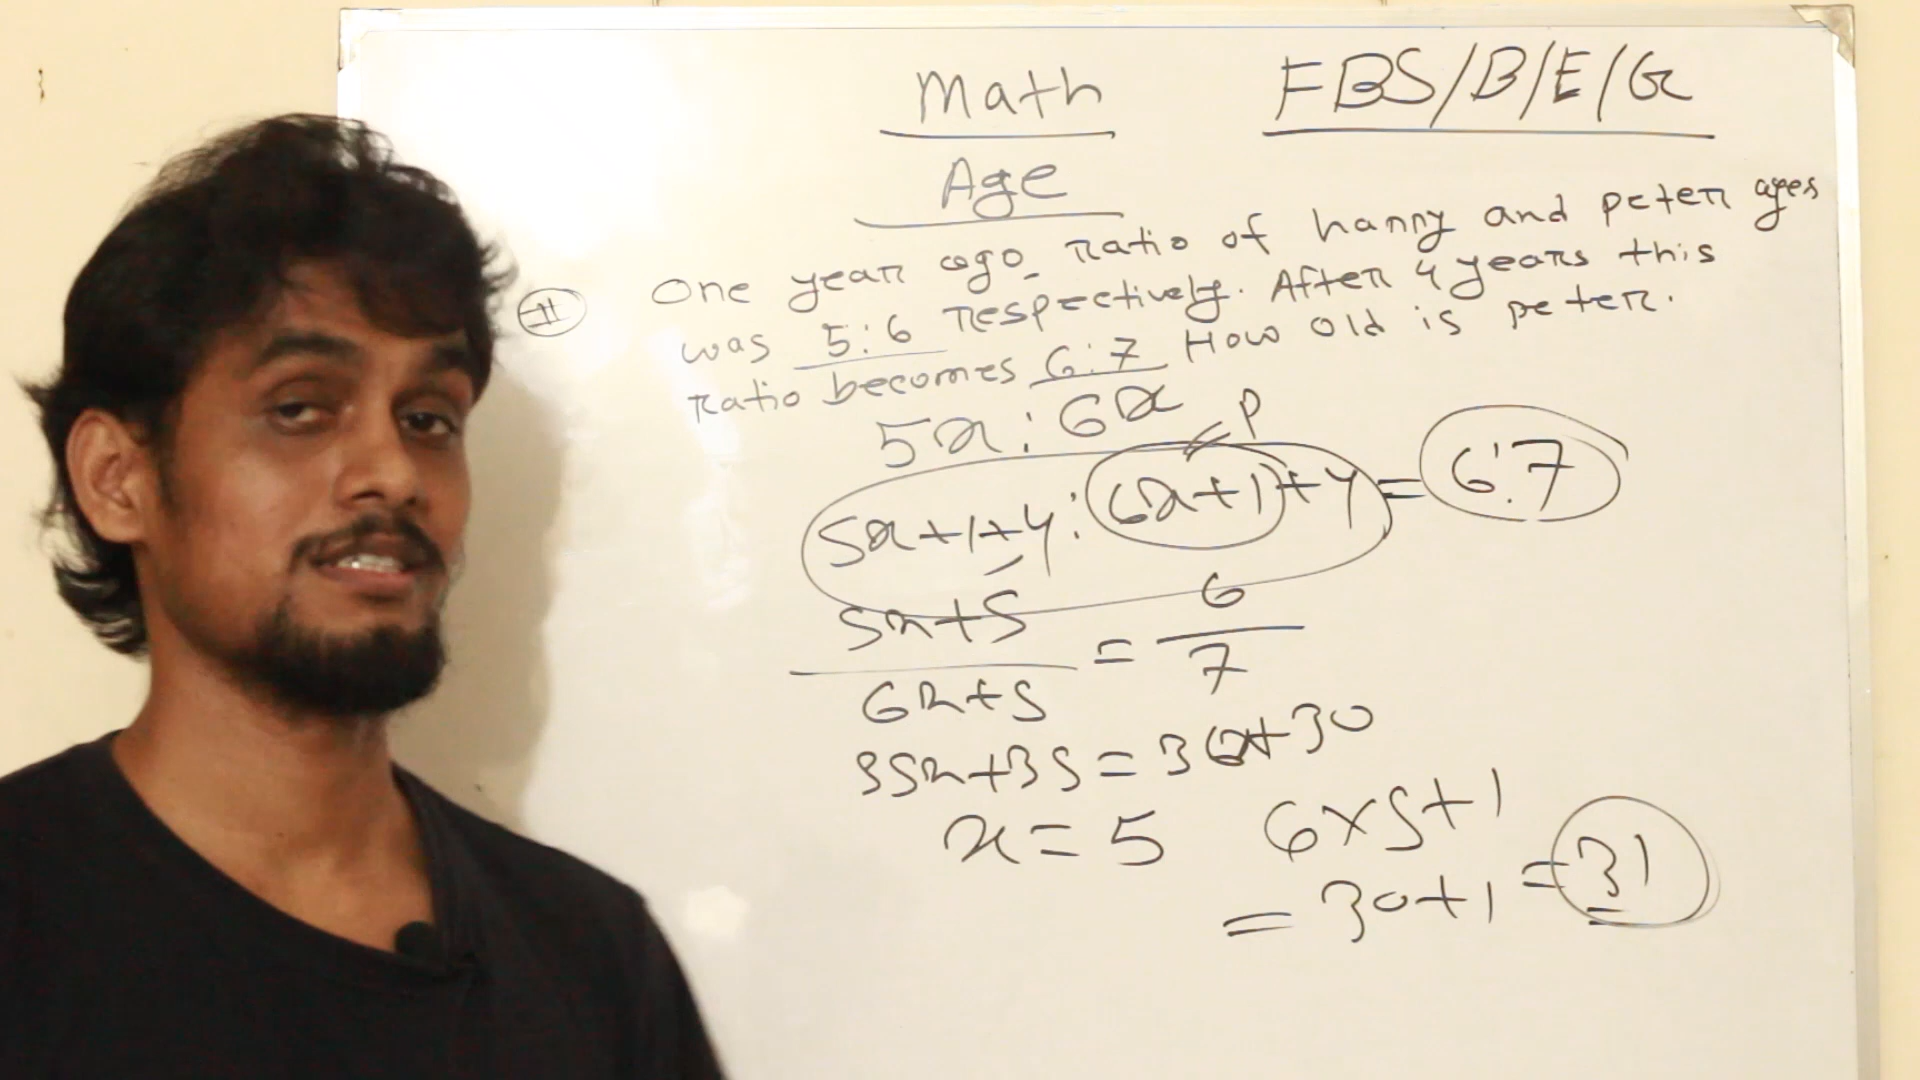 Math
FBS/B/E/G
Age
# One year ago ratio of hanny and peter ages
was 5:6 respectively. After 4 years this
ratio becomes 6:7 How old is peter.
5x : 6x
P
5x+1+4 : (6x+1)+4 = 6:7
5x+5
6x+5
=
6
7
35x+35 = 36x+30
x = 5
6×5+1
= 30+1 = 31